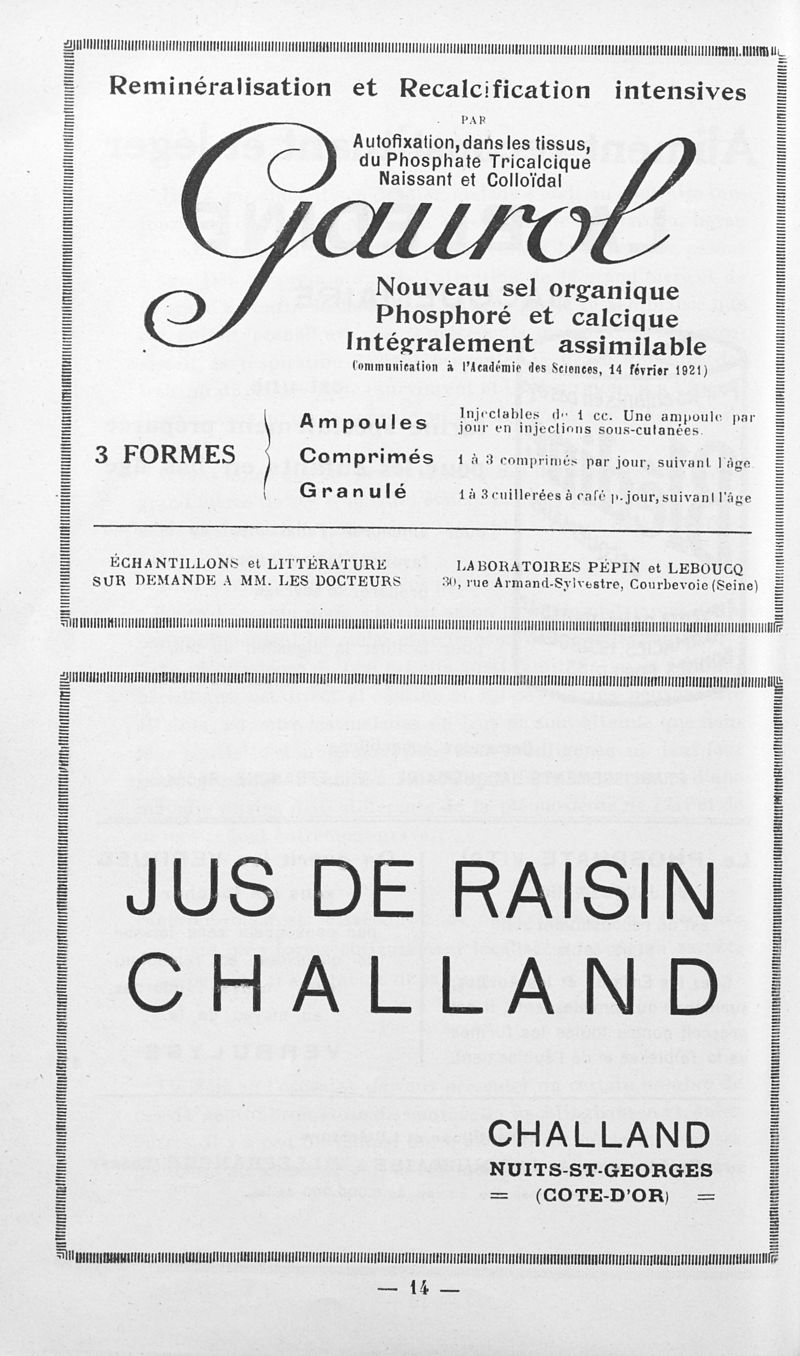 Reminéralisation et Recalcification intensives
PAR
Autofixation, dans les tissus,
du Phosphate Tricalcique
Naissant et Colloïdal
Gaurol
Nouveau sel organique
Phosphoré et calcique
Intégralement assimilable
(Communication à l'Académie des Sciences, 14 février 1921)
3 FORMES
Ampoules Injectables de 1 cc. Une ampoule par
jour en injections sous-cutanées.
Comprimés 1 à 3 comprimés par jour, suivant l'âge.
Granulé 1 à 3 cuillerées à café p. jour, suivant l'âge
ÉCHANTILLONS et LITTÉRATURE
SUR DEMANDE A MM. LES DOCTEURS
LABORATOIRES PÉPIN et LEBOUCQ
30, rue Armand-Sylvestre, Courbevoie (Seine)
JUS DE RAISIN
CHALLAND
CHALLAND
NUITS-ST-GEORGES
= (COTE-D'OR) =
— 14 —